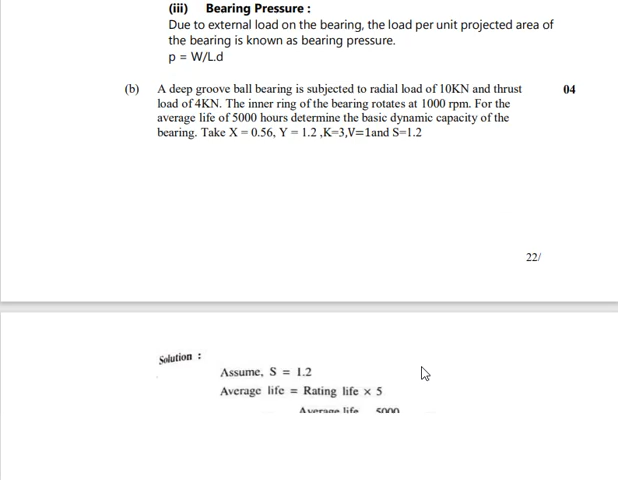 (iii) Bearing Pressure :
Due to external load on the bearing, the load per unit projected area of
the bearing is known as bearing pressure.
p = W/L.d
(b) A deep groove ball bearing is subjected to radial load of 10KN and thrust 04
load of 4KN. The inner ring of the bearing rotates at 1000 rpm. For the
average life of 5000 hours determine the basic dynamic capacity of the
bearing. Take X = 0.56, Y = 1.2 ,K=3,V=1and S=1.2
22/
Solution :
Assume, S = 1.2
Average life = Rating life × 5
Average life 5000